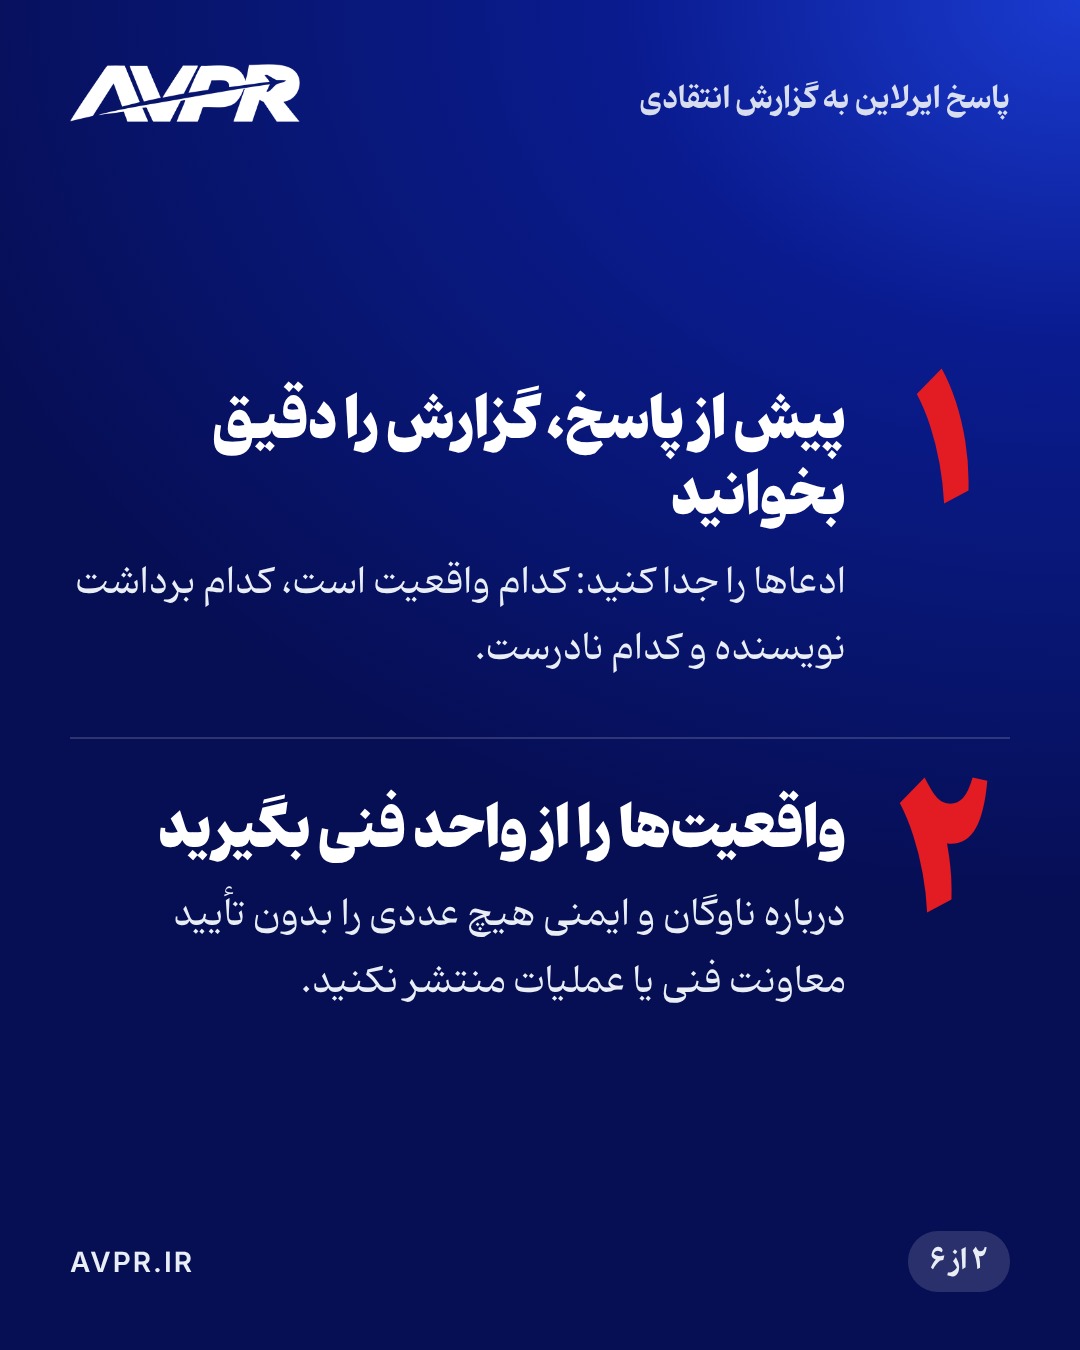 پاسخ ایرلاین به گزارش انتقادی
AVPR
۱
پیش از پاسخ، گزارش را دقیق
بخوانید
ادعاها را جدا کنید: کدام واقعیت است، کدام برداشت
نویسنده و کدام نادرست.
۲
واقعیت‌ها را از واحد فنی بگیرید
درباره ناوگان و ایمنی هیچ عددی را بدون تأیید
معاونت فنی یا عملیات منتشر نکنید.
۲ از ۶
AVPR.IR